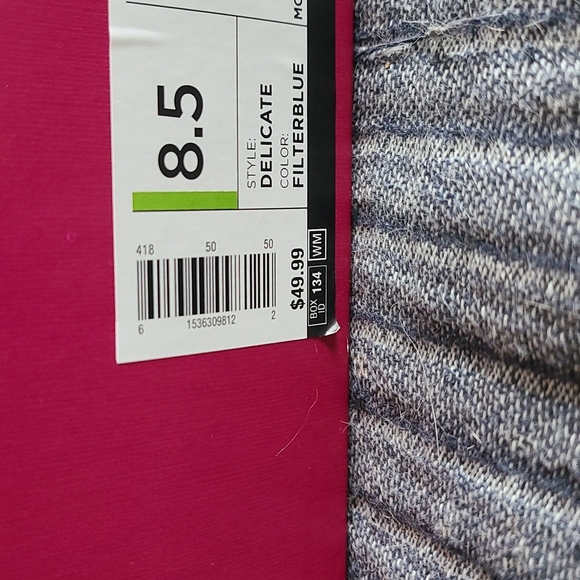 8.5
STYLE:
DELICATE
COLOR:
FILTERBLUE
418 50 50
6 1536309812 2
$49.99
BOX ID 134 WM